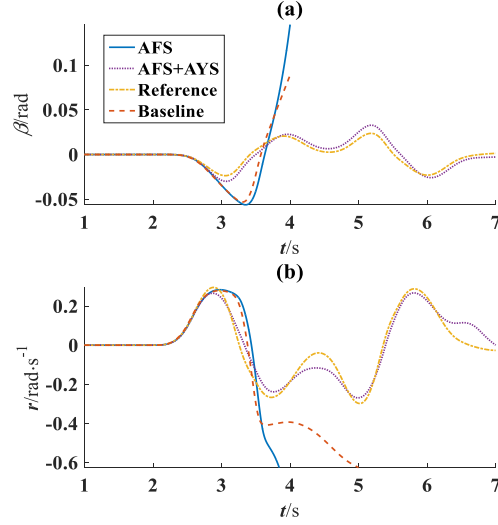 (a)
0.1
0.05
0
-0.05
β/rad
AFS
AFS+AYS
Reference
Baseline
1 2 3 4 5 6 7
t/s
(b)
0.2
0
-0.2
-0.4
-0.6
r/rad·s⁻¹
1 2 3 4 5 6 7
t/s